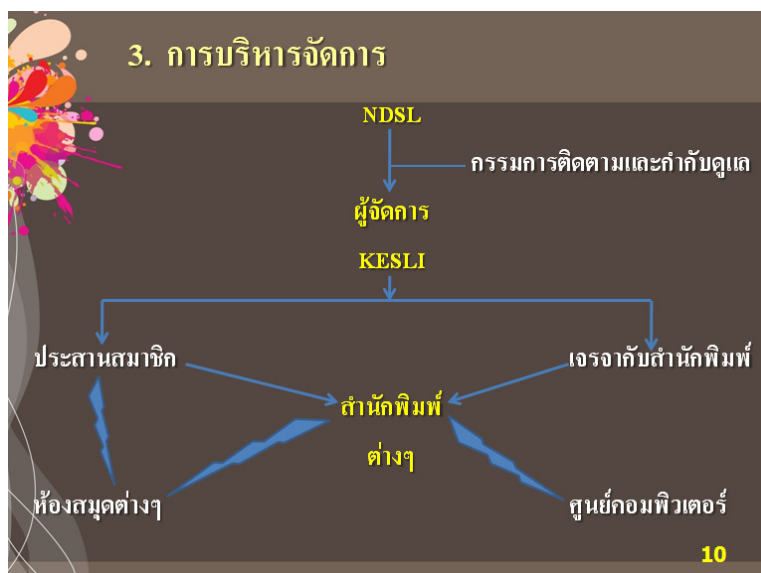 3. การบริหารจัดการ
NDSL
กรรมการติดตามและกำกับดูแล
ผู้จัดการ
KESLI
ประสานสมาชิก
เจรจากับสำนักพิมพ์
สำนักพิมพ์
ต่างๆ
ห้องสมุดต่างๆ
ศูนย์คอมพิวเตอร์
10